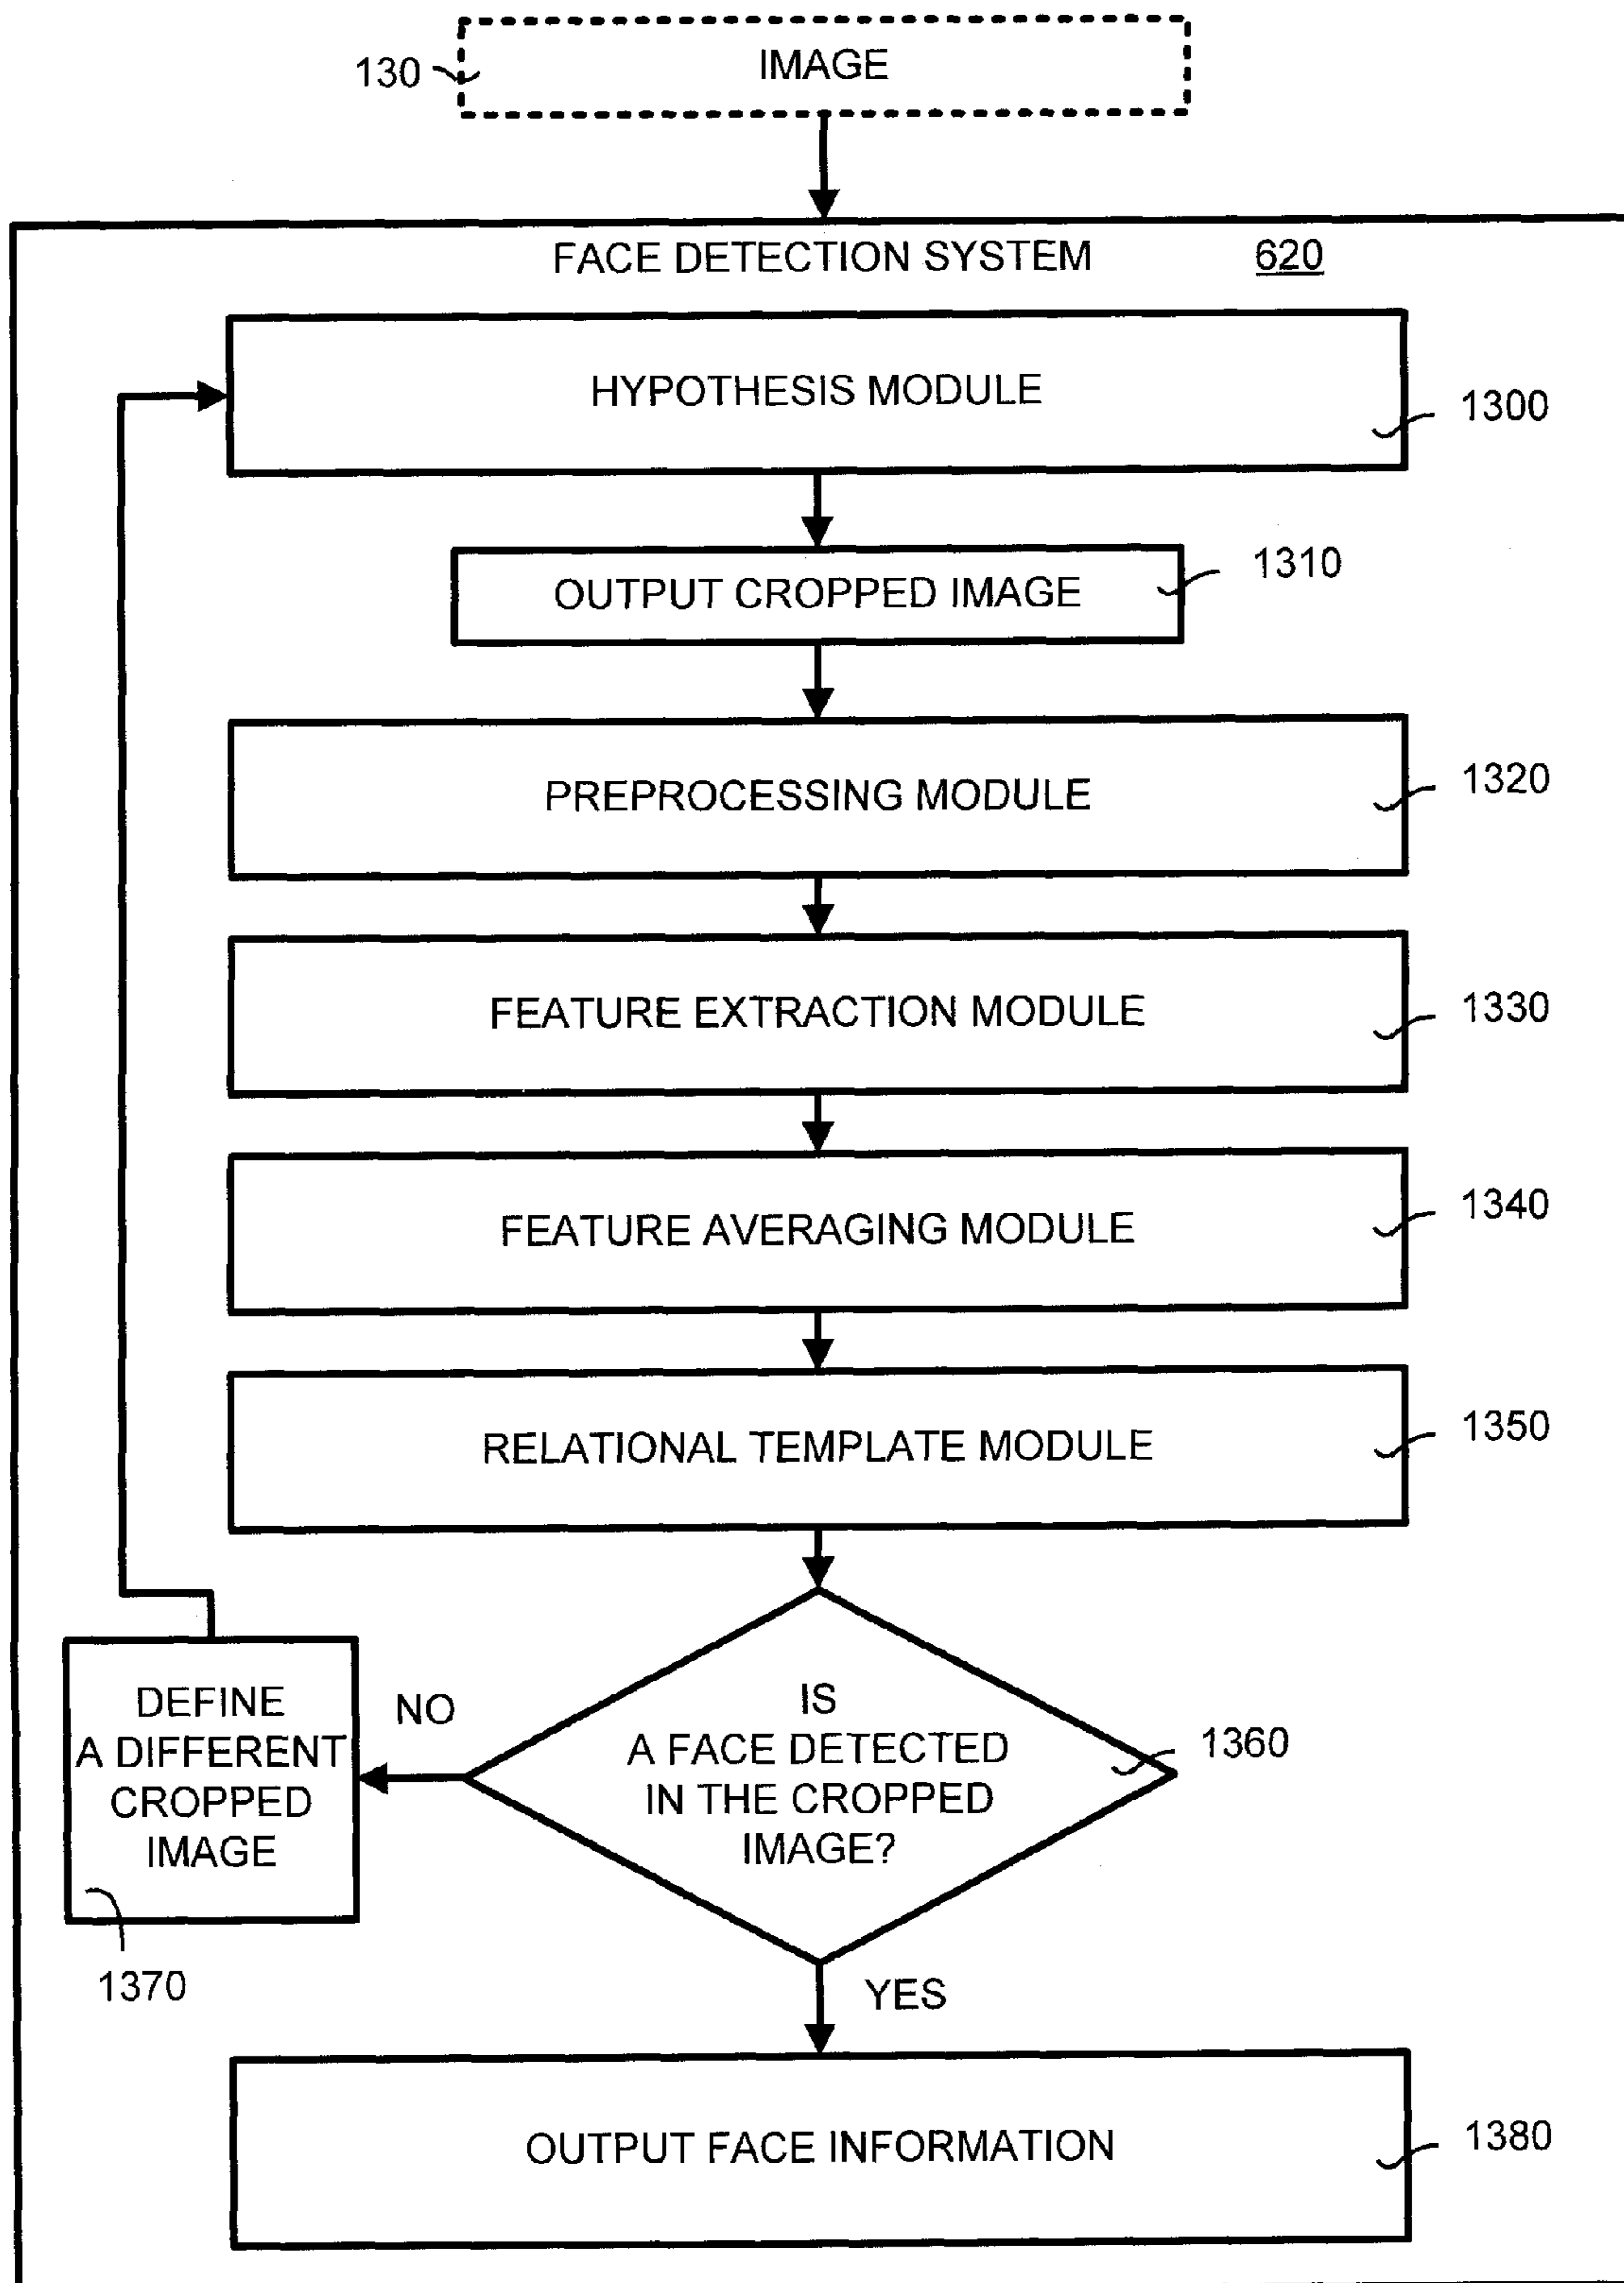 IMAGE
130
FACE DETECTION SYSTEM 620
HYPOTHESIS MODULE
1300
OUTPUT CROPPED IMAGE
1310
PREPROCESSING MODULE
1320
FEATURE EXTRACTION MODULE
1330
FEATURE AVERAGING MODULE
1340
RELATIONAL TEMPLATE MODULE
1350
IS
A FACE DETECTED
IN THE CROPPED
IMAGE?
1360
NO
DEFINE
A DIFFERENT
CROPPED
IMAGE
1370
YES
OUTPUT FACE INFORMATION
1380